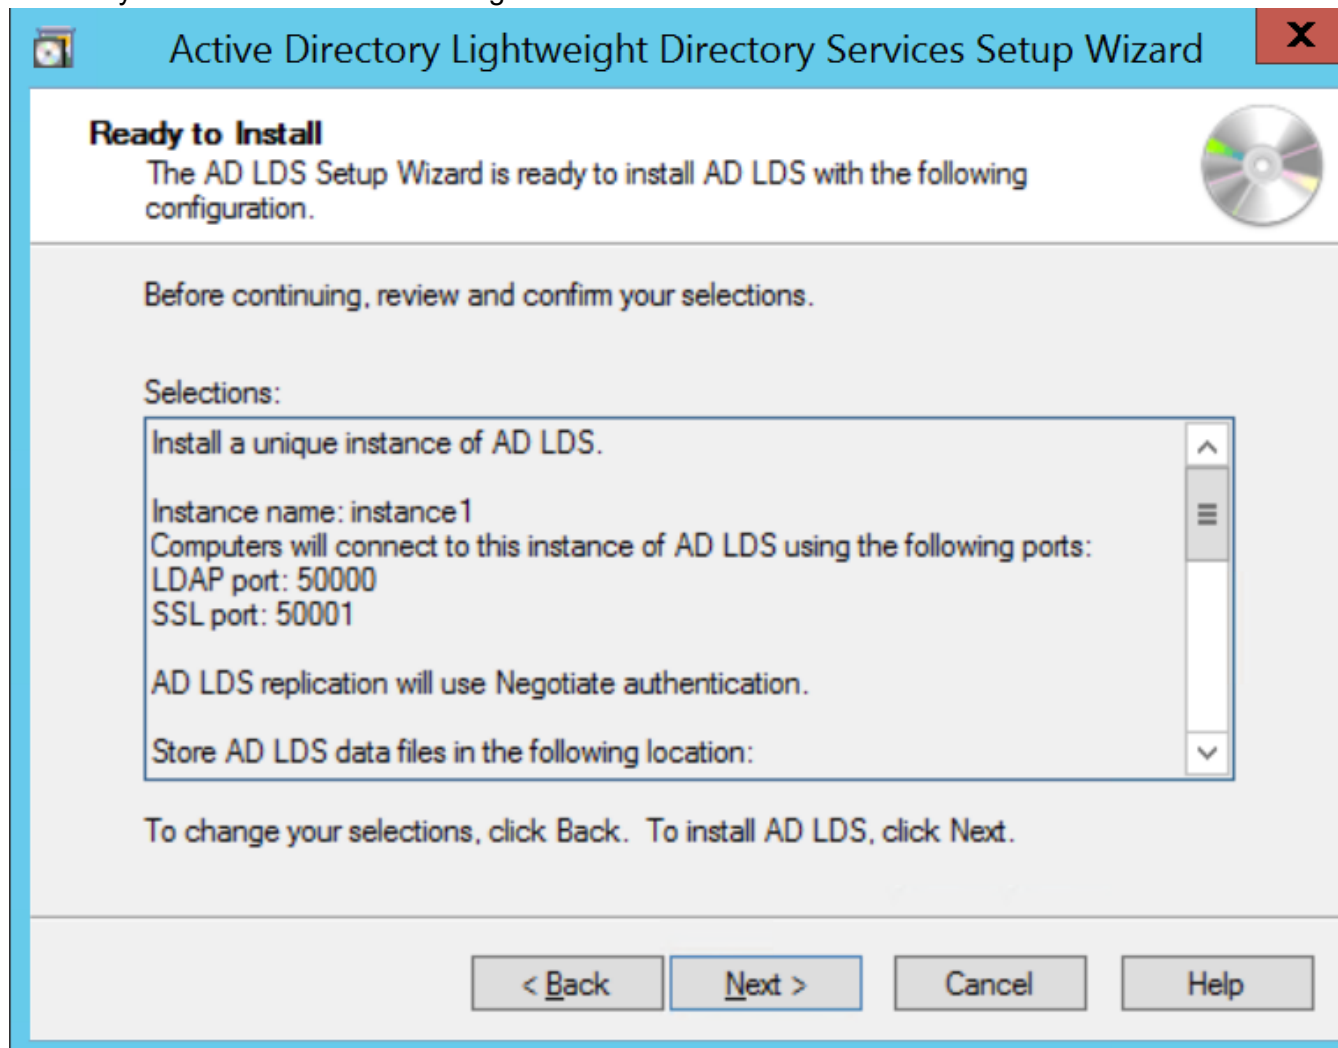 Active Directory Lightweight Directory Services Setup Wizard
Ready to Install
The AD LDS Setup Wizard is ready to install AD LDS with the following
configuration.
Before continuing, review and confirm your selections.
Selections:
Install a unique instance of AD LDS.
Instance name: instance1
Computers will connect to this instance of AD LDS using the following ports:
LDAP port: 50000
SSL port: 50001
AD LDS replication will use Negotiate authentication.
Store AD LDS data files in the following location:
To change your selections, click Back.  To install AD LDS, click Next.
< Back
Next >
Cancel
Help